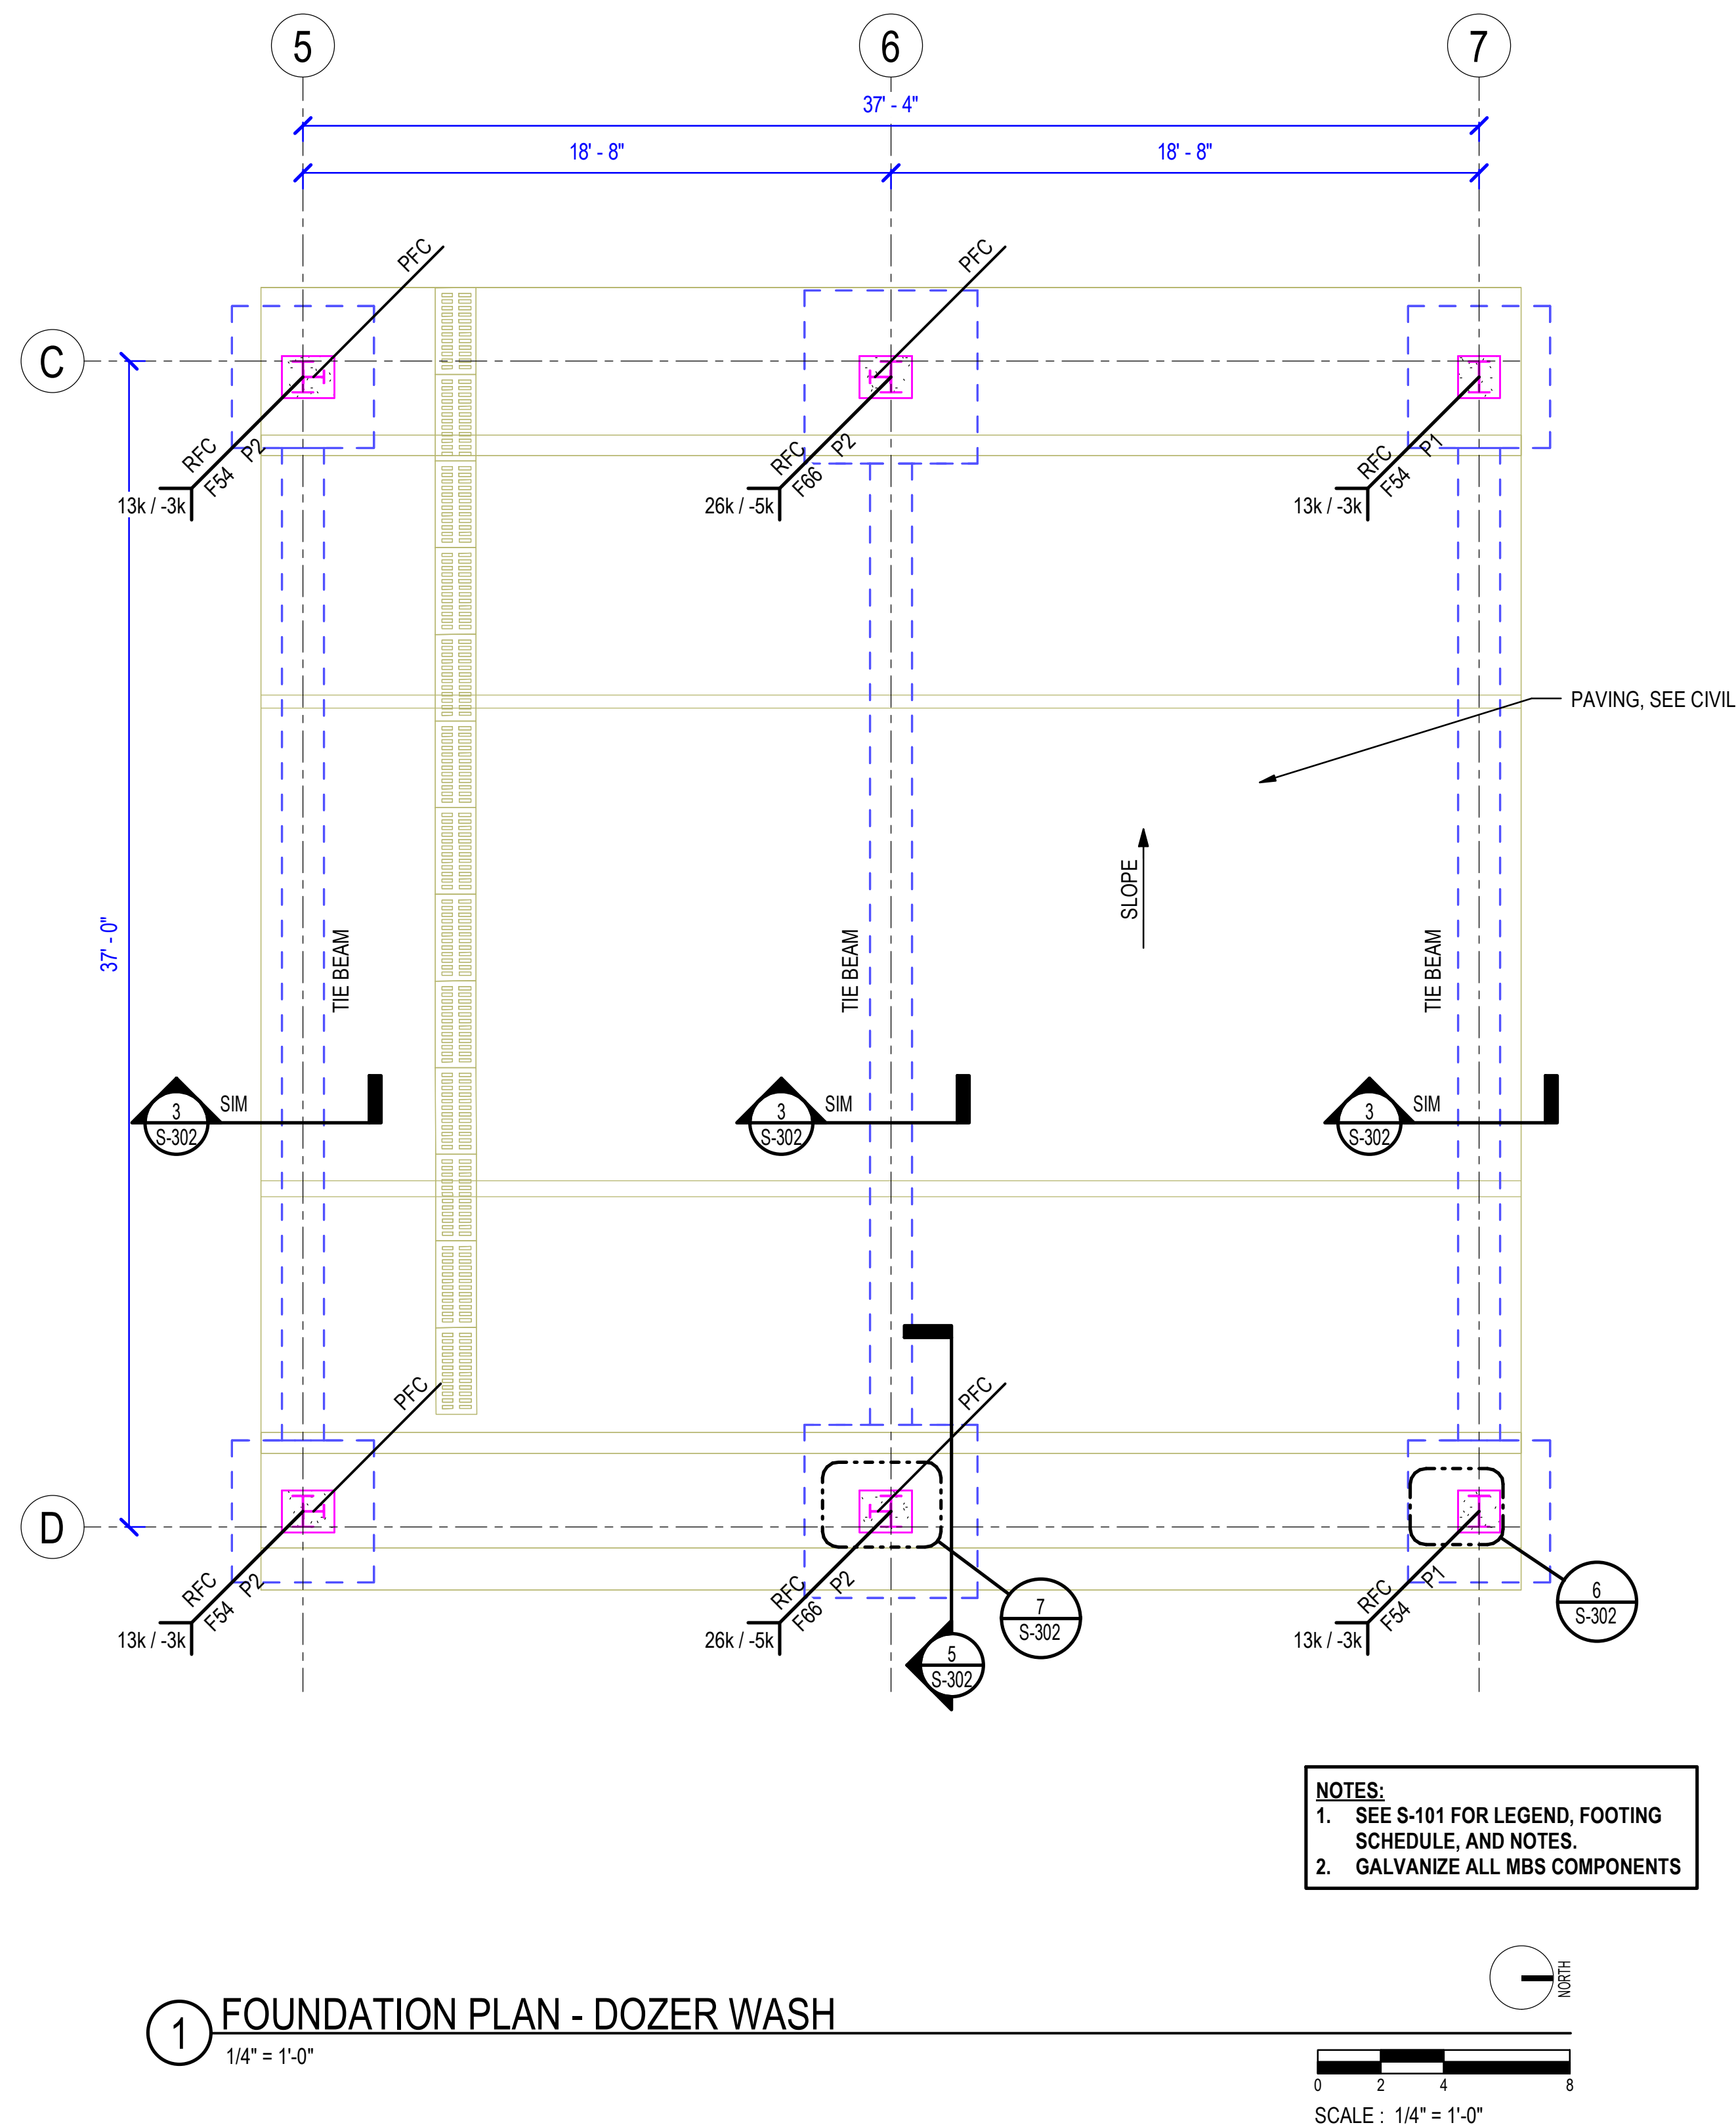 5
6
7
37' - 4"
18' - 8"
18' - 8"
PFC
PFC
C
RFC
P2
F54
13k / -3k
RFC
P2
F66
26k / -5k
RFC
P1
F54
13k / -3k
PAVING, SEE CIVIL
SLOPE
37' - 0"
TIE BEAM
TIE BEAM
TIE BEAM
3
SIM
S-302
3
SIM
S-302
3
SIM
S-302
PFC
PFC
D
RFC
P2
F54
13k / -3k
RFC
P2
F66
26k / -5k
7
S-302
5
S-302
RFC
P1
F54
13k / -3k
6
S-302
NOTES:
1. SEE S-101 FOR LEGEND, FOOTING
SCHEDULE, AND NOTES.
2. GALVANIZE ALL MBS COMPONENTS
NORTH
1 FOUNDATION PLAN - DOZER WASH
1/4" = 1'-0"
0 2 4 8
SCALE : 1/4" = 1'-0"